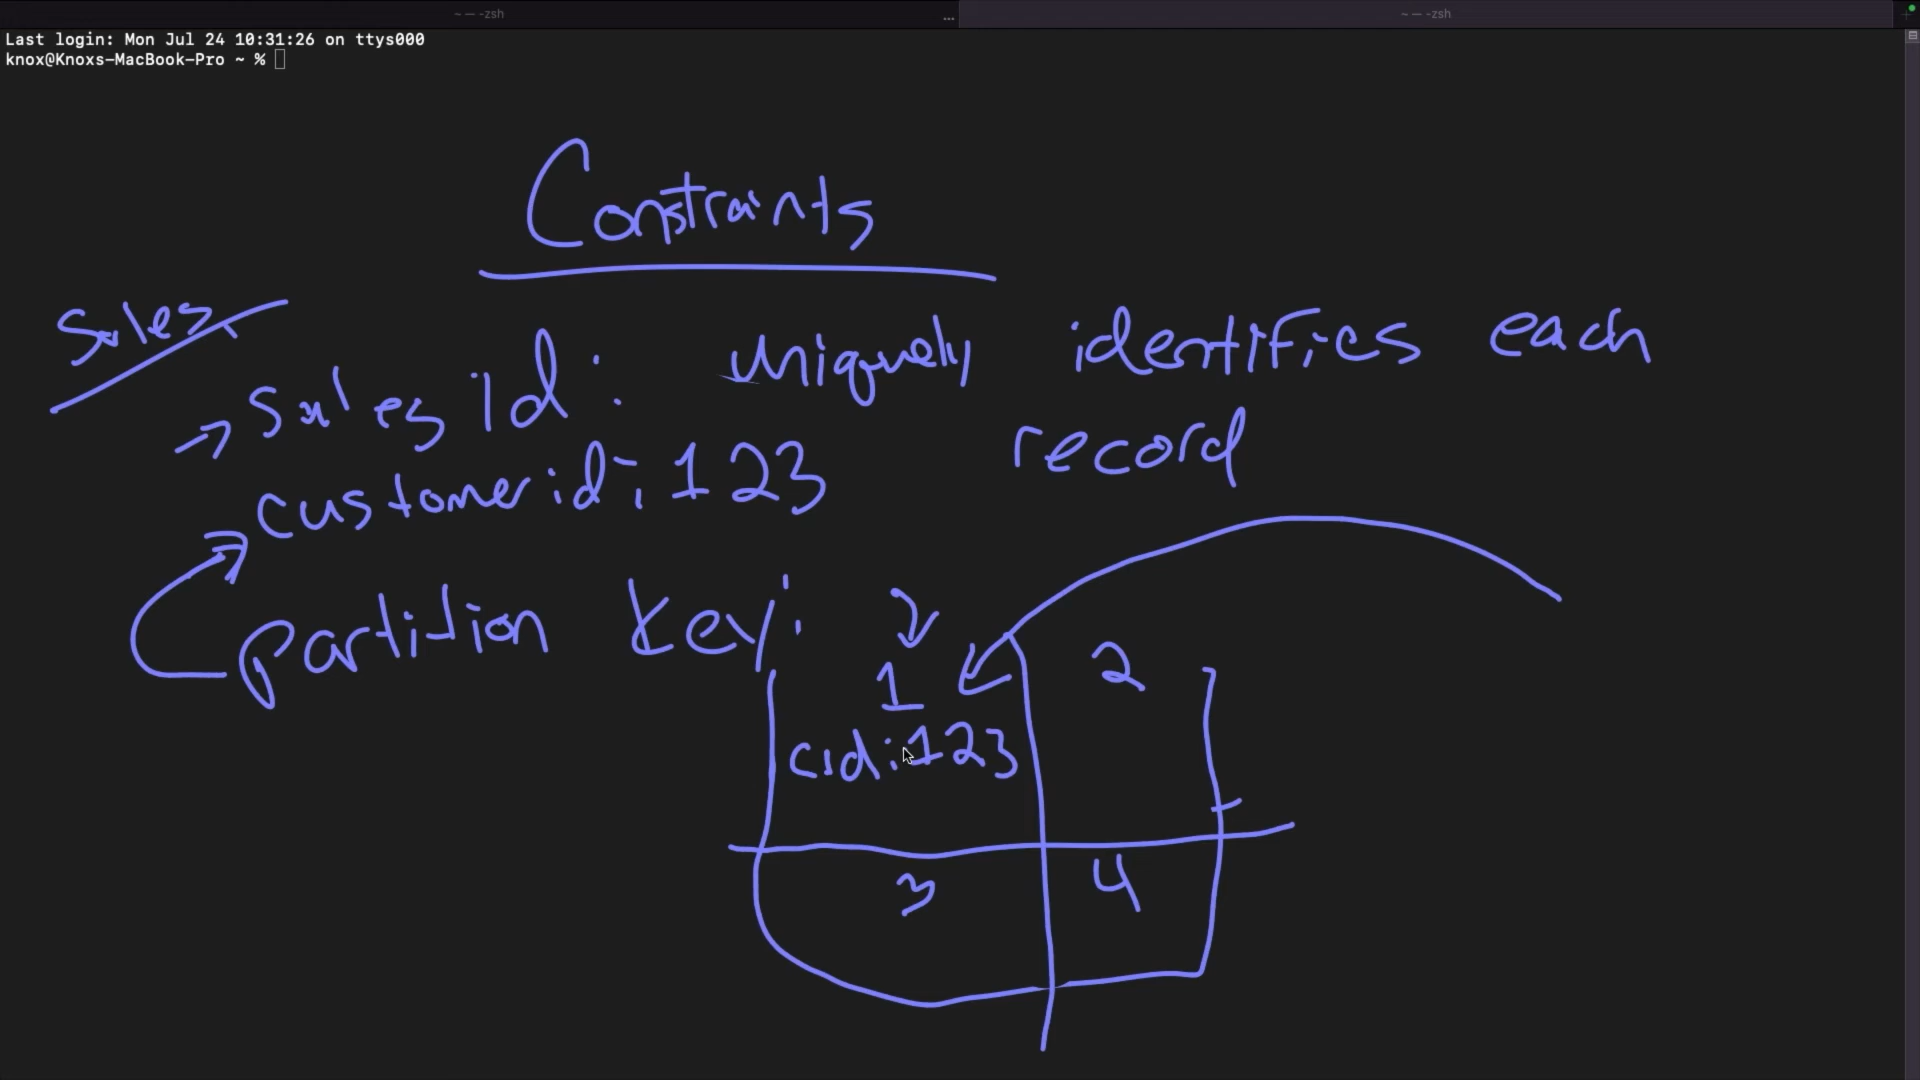 ~ — -zsh
...
~ — -zsh
+
Last login: Mon Jul 24 10:31:26 on ttys000
knox@Knoxs-MacBook-Pro ~ %
Constraints
Sales
→ Sales id : uniquely identifies each
record
customer id: 123
partition key:
1
2
cid:123
3
4